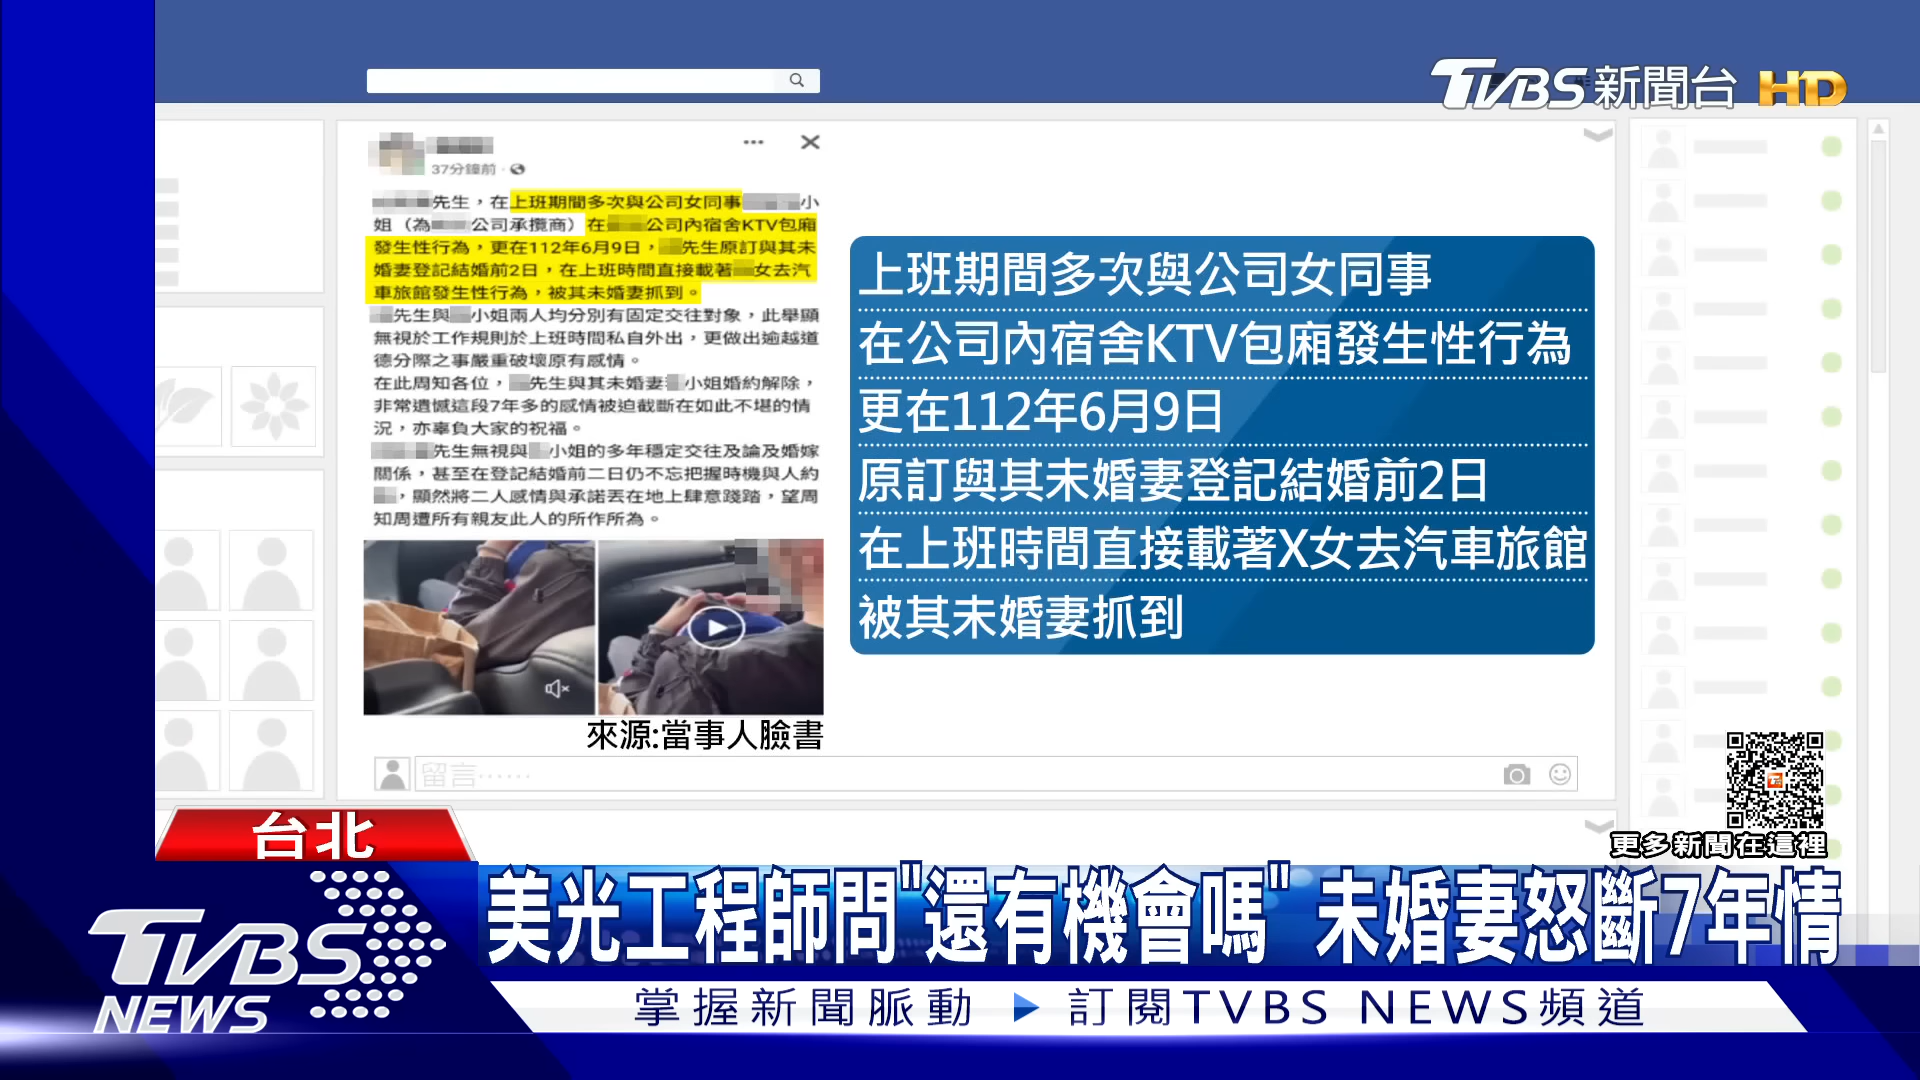 TVBS新聞台 HD
37分鐘前
先生，在上班期間多次與公司女同事 小
姐（為 公司承攬商）在 公司內宿舍KTV包廂
發生性行為，更在112年6月9日， 先生原訂與其未
婚妻登記結婚前2日，在上班時間直接載著 女去汽
車旅館發生性行為，被其未婚妻抓到。
先生與 小姐兩人均分別有固定交往對象，此舉顯
無視於工作規則於上班時間私自外出，更做出逾越道
德分際之事嚴重破壞原有感情。
在此周知各位， 先生與其未婚妻 小姐婚約解除，
非常遺憾這段7年多的感情被迫截斷在如此不堪的情
況，亦辜負大家的祝福。
先生無視與 小姐的多年穩定交往及論及婚嫁
關係，甚至在登記結婚前二日仍不忘把握時機與人約
，顯然將二人感情與承諾丟在地上肆意踐踏，望周
知周遭所有親友此人的所作所為。
來源:當事人臉書
留言⋯⋯
上班期間多次與公司女同事
在公司內宿舍KTV包廂發生性行為
更在112年6月9日
原訂與其未婚妻登記結婚前2日
在上班時間直接載著X女去汽車旅館
被其未婚妻抓到
更多新聞在這裡
台北
美光工程師問"還有機會嗎" 未婚妻怒斷7年情
TVBS NEWS
掌握新聞脈動 ▶ 訂閱TVBS NEWS頻道